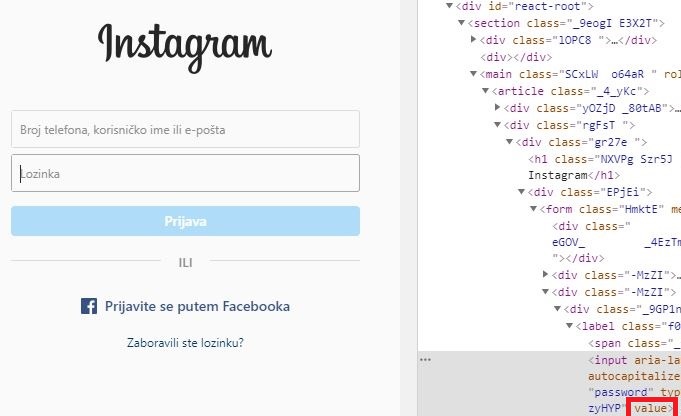 Instagram
Broj telefona, korisničko ime ili e-pošta
Lozinka
Prijava
ILI
Prijavite se putem Facebooka
Zaboravili ste lozinku?
<div id="react-root">
<section class="_9eogI E3X2T">
<div class="lOPC8 ">…</div>
<div></div>
<main class="SCxLW  o64aR " rol
<article class="_4_yKc">
<div class="yOZjD _80tAB">…
<div class="rgFsT ">
<div class="gr27e ">
<h1 class="NXVPg Szr5J
Instagram</h1>
<div class="EPjEi">
<form class="HmktE" me
<div class="
eGOV_ _4EzTm
"></div>
<div class="-MzZI">…
<div class="-MzZI">
<div class="_9GP1n
<label class="f0
<span class="_
<input aria-la
autocapitalize
"password" typ
zyHYP" value>